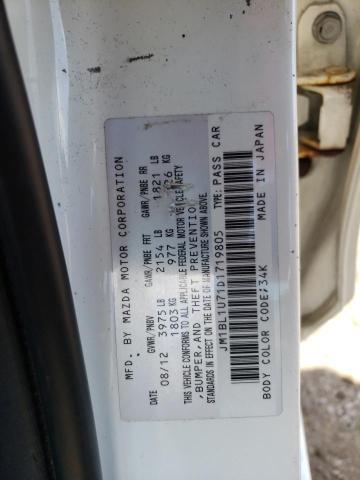 MFD. BY MAZDA MOTOR CORPORATION
GVWR/PNBV GAWR/PNBE FRT GAWR/PNBE RR
08/12 3975 LB 2154 LB 1821 LB
1803 KG 977 KG KG
THIS VEHICLE CONFORMS TO ALL APPLICABLE FEDERAL MOTOR VEHICLE SAFETY
,BUMPER,AND THEFT PREVENTION
STANDARDS IN EFFECT ON THE DATE OF MANUFACTURE SHOWN ABOVE.
JM1BL1U71D1719805 TYPE: PASS CAR
BODY COLOR CODE:34K MADE IN JAPAN